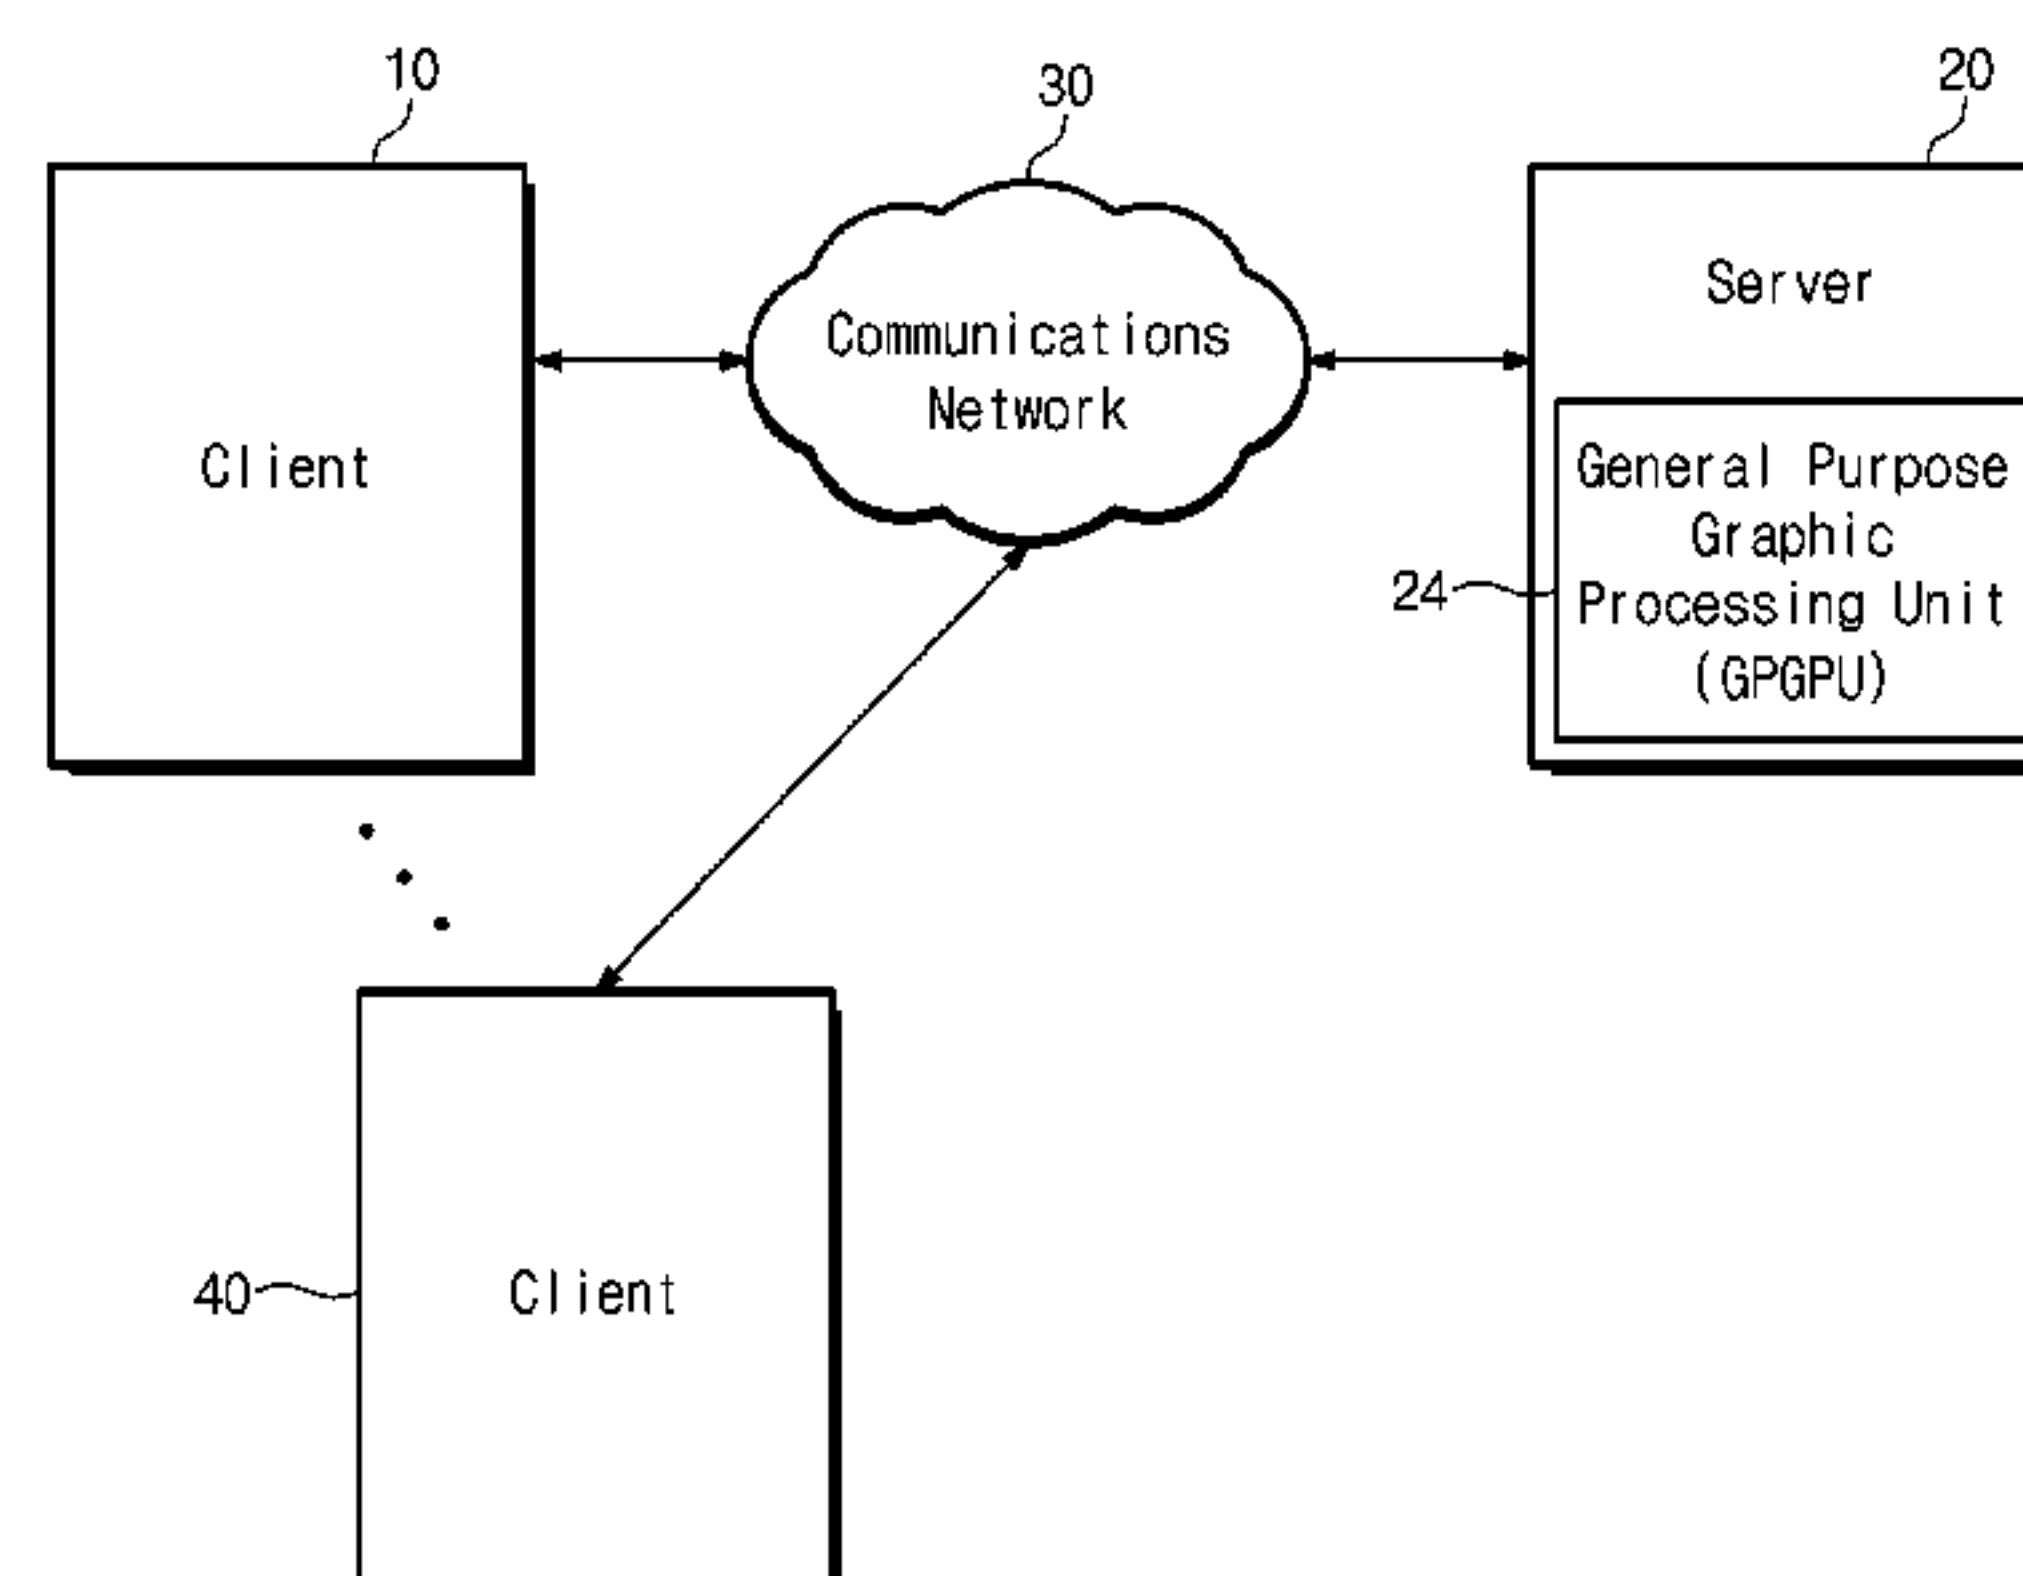 10
30
20
Client
Communications
Network
Server
General Purpose
Graphic
Processing Unit
(GPGPU)
24
40
Client